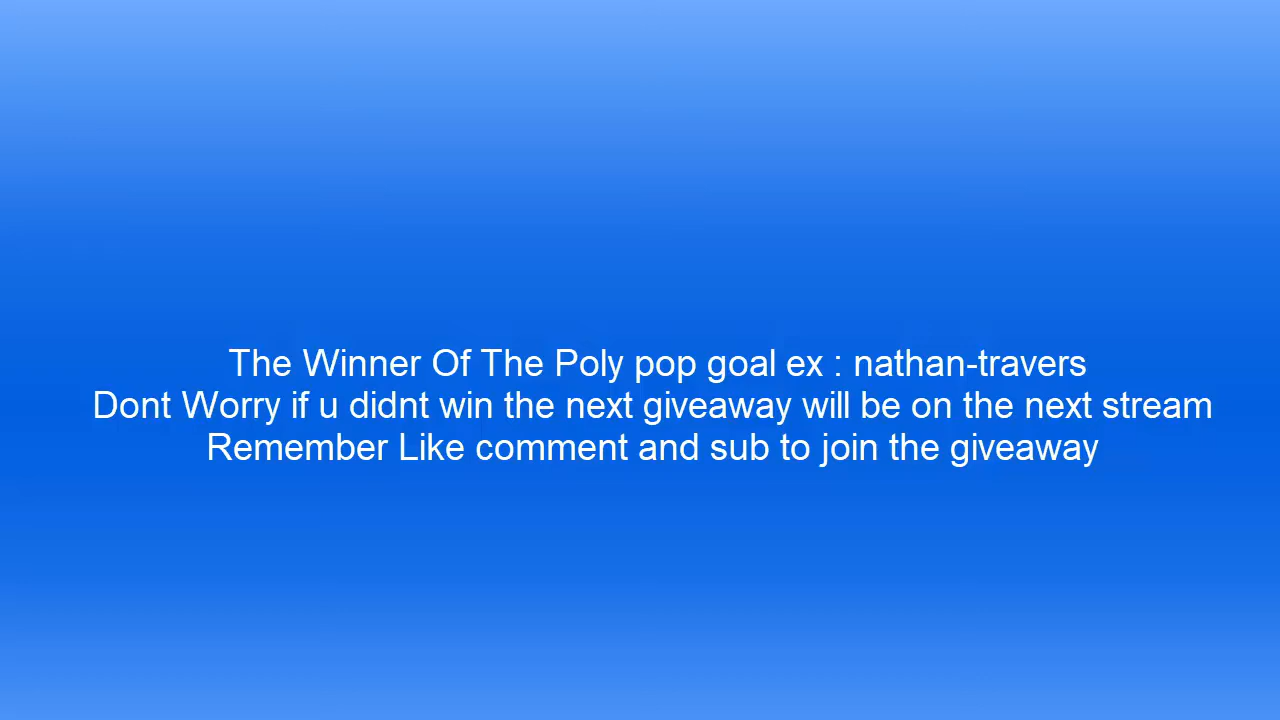 The Winner Of The Poly pop goal ex : nathan-travers
Dont Worry if u didnt win the next giveaway will be on the next stream
Remember Like comment and sub to join the giveaway